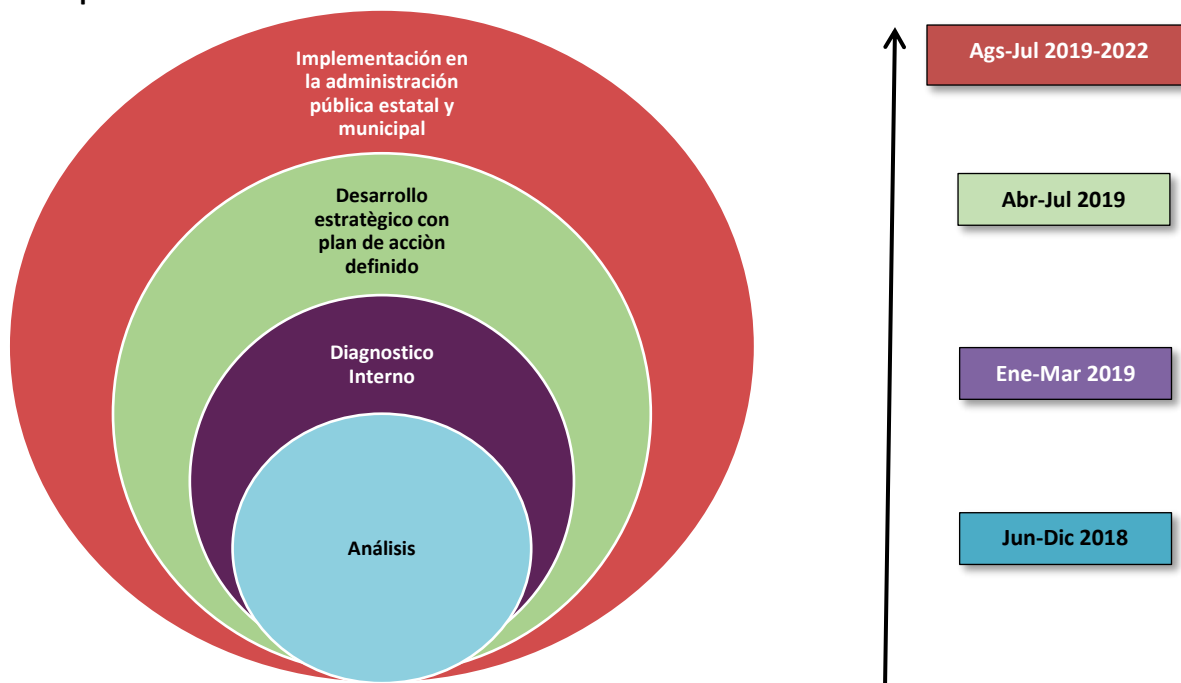 Implementación en
la administración
pública estatal y
municipal
Desarrollo
estratègico con
plan de acciòn
definido
Diagnostico
Interno
Análisis
Ags-Jul 2019-2022
Abr-Jul 2019
Ene-Mar 2019
Jun-Dic 2018